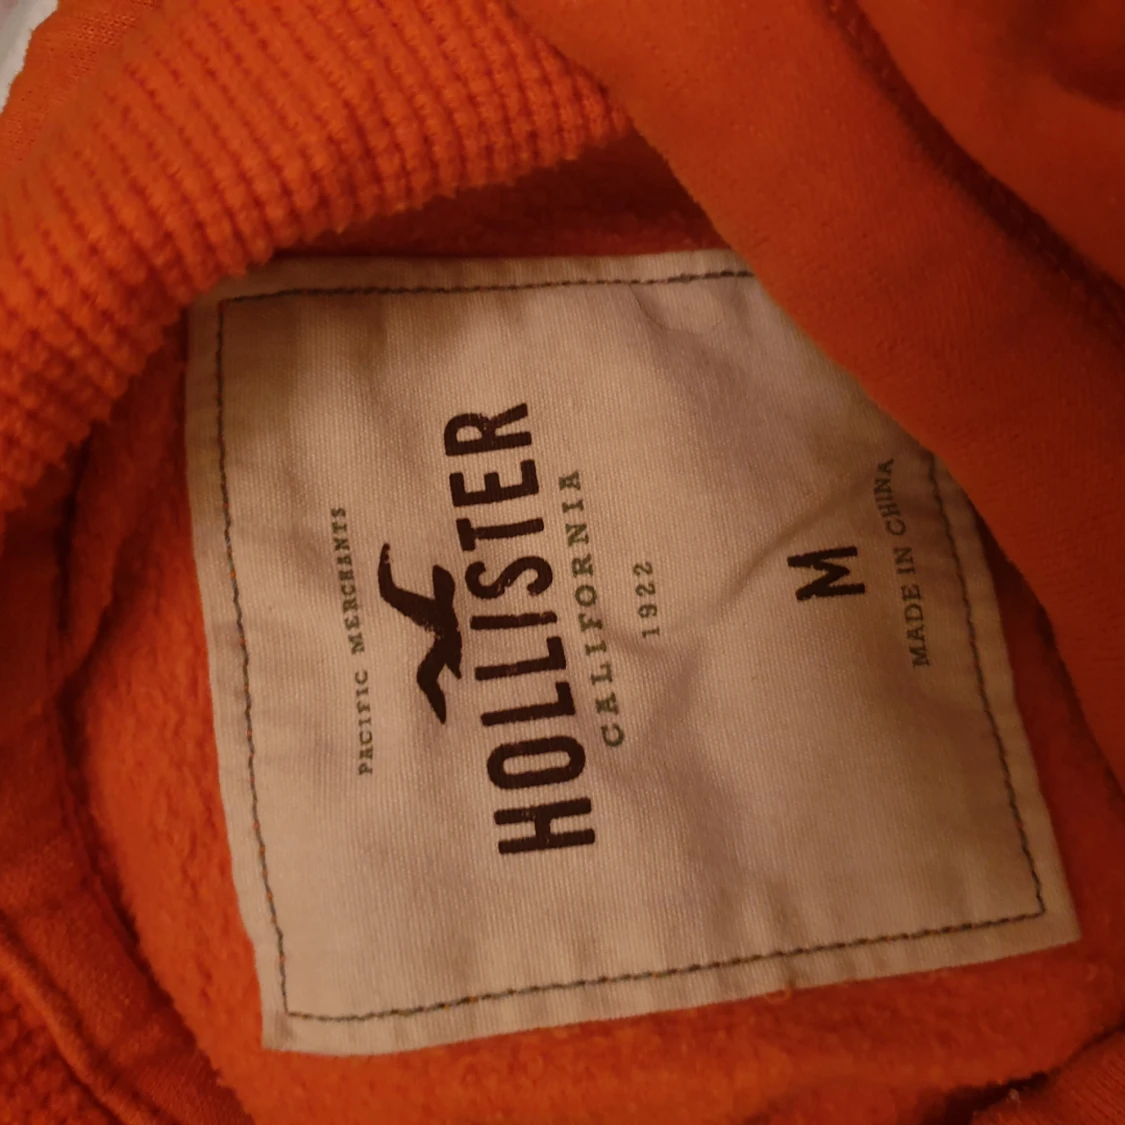 PACIFIC MERCHANTS
HOLLISTER
CALIFORNIA
1922
M
MADE IN CHINA